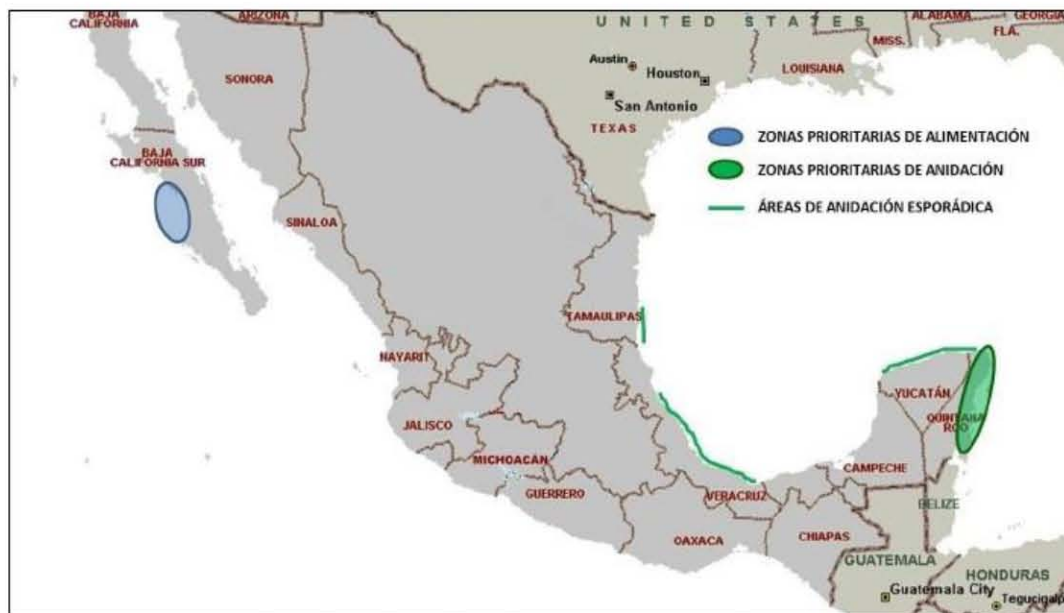 BAJA
CALIFORNIA
ARIZONA
UNITED STATES
ALABAMA
GEORGIA
MISS.
FLA.
SONORA
Austin
Houston
LOUISIANA
San Antonio
TEXAS
ZONAS PRIORITARIAS DE ALIMENTACIÓN
BAJA
CALIFORNIA SUR
ZONAS PRIORITARIAS DE ANIDACIÓN
ÁREAS DE ANIDACIÓN ESPORÁDICA
SINALOA
TAMAULIPAS
NAYARIT
YUCATÁN
QUINTANA
ROO
JALISCO
MICHOACÁN
CAMPECHE
GUERRERO
VERACRUZ
BELIZE
OAXACA
CHIAPAS
GUATEMALA
HONDURAS
Guatemala City
Tegucigal